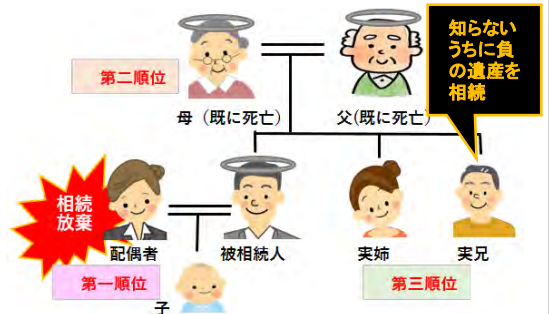 知らない
うちに負
の遺産を
相続
第二順位
母（既に死亡）
父(既に死亡)
相続
放棄
配偶者
被相続人
実姉
実兄
第一順位
第三順位
子